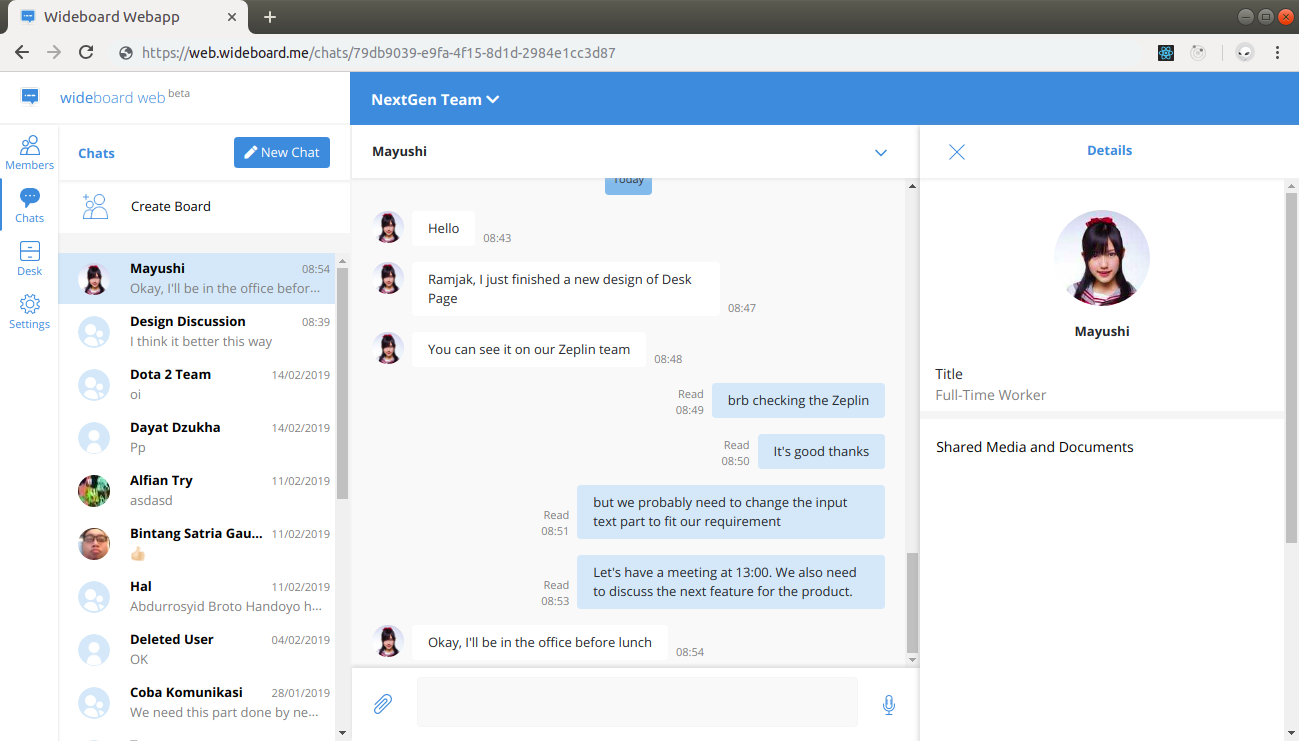 Wideboard Webapp
https://web.wideboard.me/chats/79db9039-e9fa-4f15-8d1d-2984e1cc3d87
wideboard web beta
NextGen Team
Members
Chats
Desk
Settings
Chats
New Chat
Create Board
Mayushi 08:54
Okay, I'll be in the office befor...
Design Discussion 08:39
I think it better this way
Dota 2 Team 14/02/2019
oi
Dayat Dzukha 14/02/2019
Pp
Alfian Try 11/02/2019
asdasd
Bintang Satria Gau... 11/02/2019
👍🏻
Hal 11/02/2019
Abdurrosyid Broto Handoyo h...
Deleted User 04/02/2019
OK
Coba Komunikasi 28/01/2019
We need this part done by ne...
Mayushi
Today
Hello
08:43
Ramjak, I just finished a new design of Desk
Page
08:47
You can see it on our Zeplin team
08:48
Read
08:49
brb checking the Zeplin
Read
08:50
It's good thanks
but we probably need to change the input
text part to fit our requirement
Read
08:51
Let's have a meeting at 13:00. We also need
to discuss the next feature for the product.
Read
08:53
Okay, I'll be in the office before lunch
08:54
Details
Mayushi
Title
Full-Time Worker
Shared Media and Documents